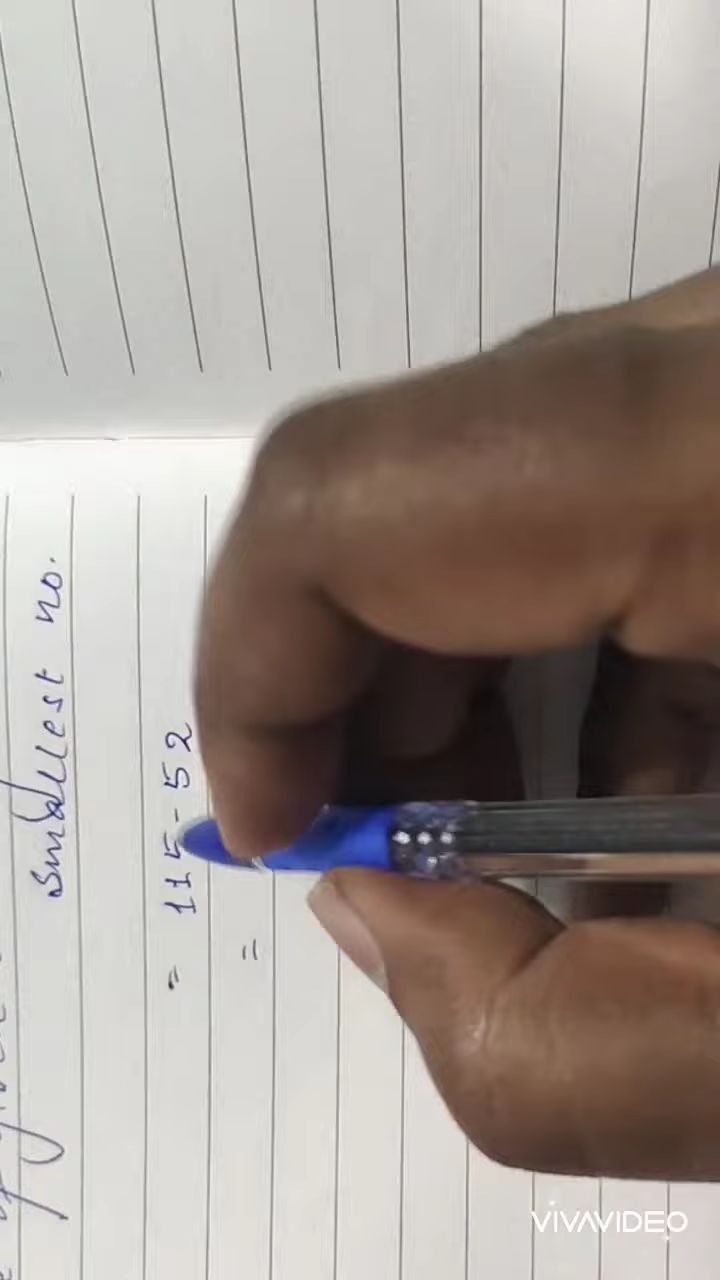 smallest no.
= 115-52
=
VIVAVIDEO